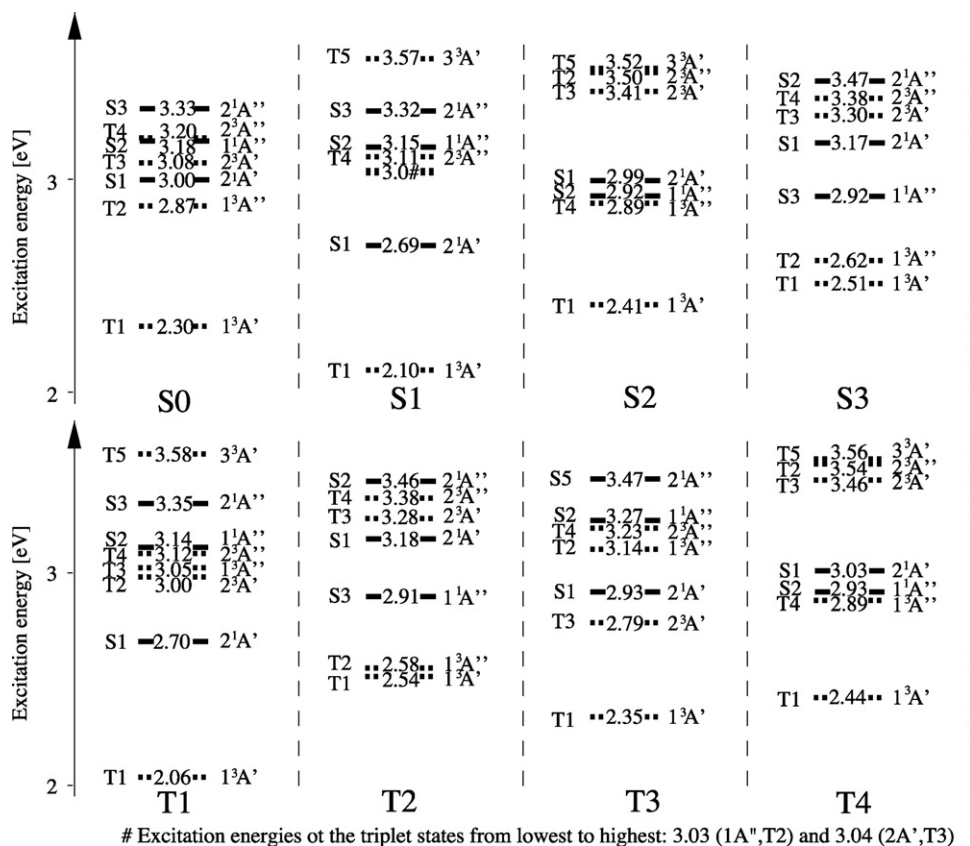 Excitation energy [eV]
3
2
S3 3.33 2¹A’’
T4 3.20 2³A’’
S2 3.18 1¹A’’
T3 3.08 2³A’
S1 3.00 2¹A’
T2 2.87 1³A’’
T1 2.30 1³A’
S0
T5 3.57 3³A’
S3 3.32 2¹A’’
S2 3.15 1¹A’’
T4 3.11 2³A’’
3.0#
S1 2.69 2¹A’
T1 2.10 1³A’
S1
T5 3.52 3³A’
T2 3.50 2³A’’
T3 3.41 2³A’
S1 2.99 2¹A’
S2 2.92 1¹A’’
T4 2.89 1³A’’
T1 2.41 1³A’
S2
S2 3.47 2¹A’’
T4 3.38 2³A’’
T3 3.30 2³A’
S1 3.17 2¹A’
S3 2.92 1¹A’’
T2 2.62 1³A’’
T1 2.51 1³A’
S3
Excitation energy [eV]
3
2
T5 3.58 3³A’
S3 3.35 2¹A’’
S2 3.14 1¹A’’
T4 3.12 2³A’’
T3 3.05 1³A’’
T2 3.00 2³A’
S1 2.70 2¹A’
T1 2.06 1³A’
T1
S2 3.46 2¹A’’
T4 3.38 2³A’’
T3 3.28 2³A’
S1 3.18 2¹A’
S3 2.91 1¹A’’
T2 2.58 1³A’’
T1 2.54 1³A’
T2
S5 3.47 2¹A’’
S2 3.27 1¹A’’
T4 3.23 2³A’’
T2 3.14 1³A’’
S1 2.93 2¹A’
T3 2.79 2³A’
T1 2.35 1³A’
T3
T5 3.56 3³A’
T2 3.54 2³A’’
T3 3.46 2³A’
S1 3.03 2¹A’
S2 2.93 1¹A’’
T4 2.89 1³A’’
T1 2.44 1³A’
T4
# Excitation energies ot the triplet states from lowest to highest: 3.03 (1A",T2) and 3.04 (2A',T3)